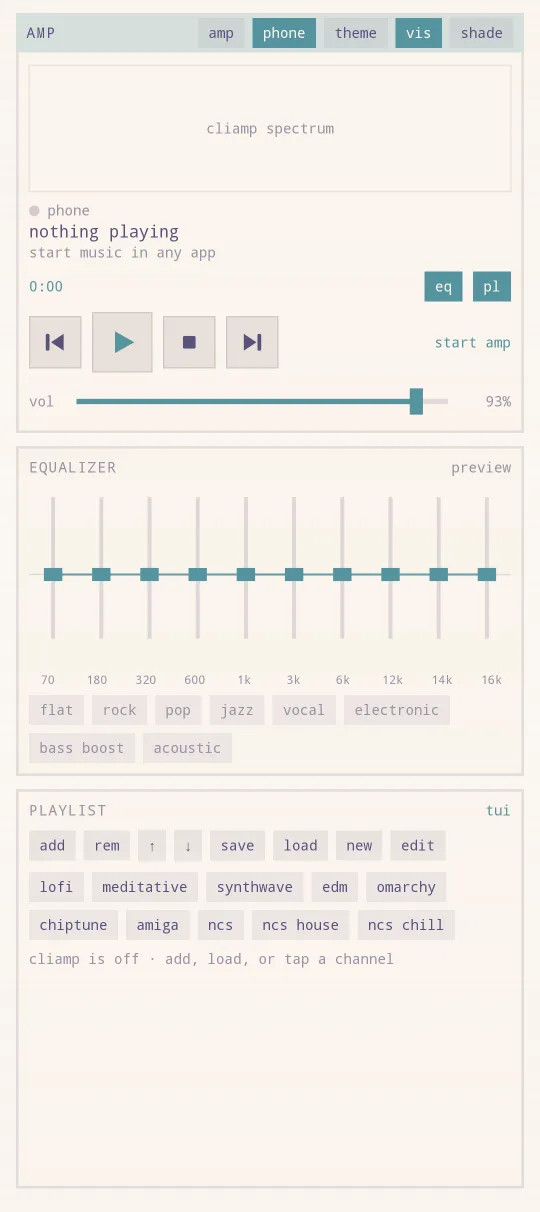 AMP amp phone theme vis shade
cliamp spectrum
phone
nothing playing
start music in any app
0:00 eq pl
start amp
vol 93%
EQUALIZER preview
70 180 320 600 1k 3k 6k 12k 14k 16k
flat rock pop jazz vocal electronic
bass boost acoustic
PLAYLIST tui
add rem ↑ ↓ save load new edit
lofi meditative synthwave edm omarchy
chiptune amiga ncs ncs house ncs chill
cliamp is off · add, load, or tap a channel